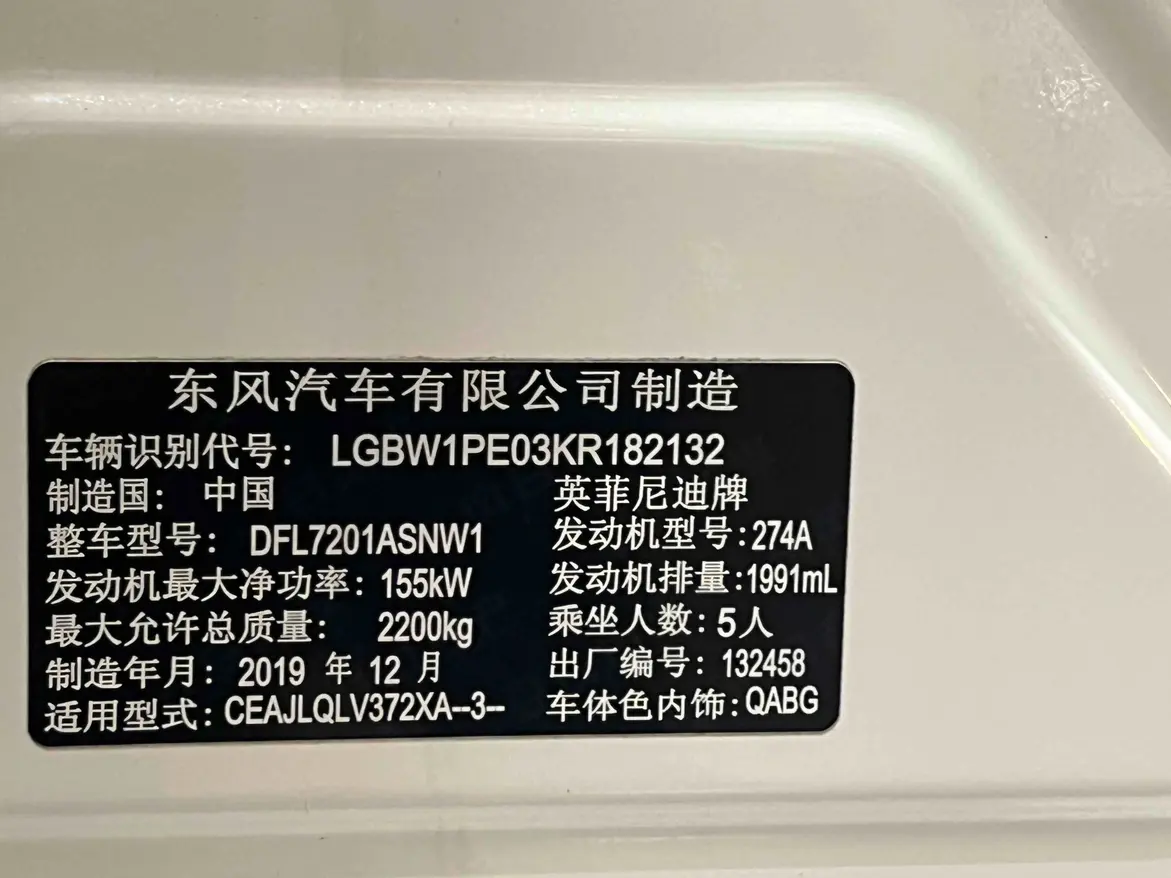 东风汽车有限公司制造
车辆识别代号： LGBW1PE03KR182132
制造国： 中国 英菲尼迪牌
整车型号： DFL7201ASNW1 发动机型号:274A
发动机最大净功率: 155kW 发动机排量:1991mL
最大允许总质量: 2200kg 乘坐人数: 5人
制造年月: 2019 年 12 月 出厂编号: 132458
适用型式: CEAJLQLV372XA--3-- 车体色内饰:QABG